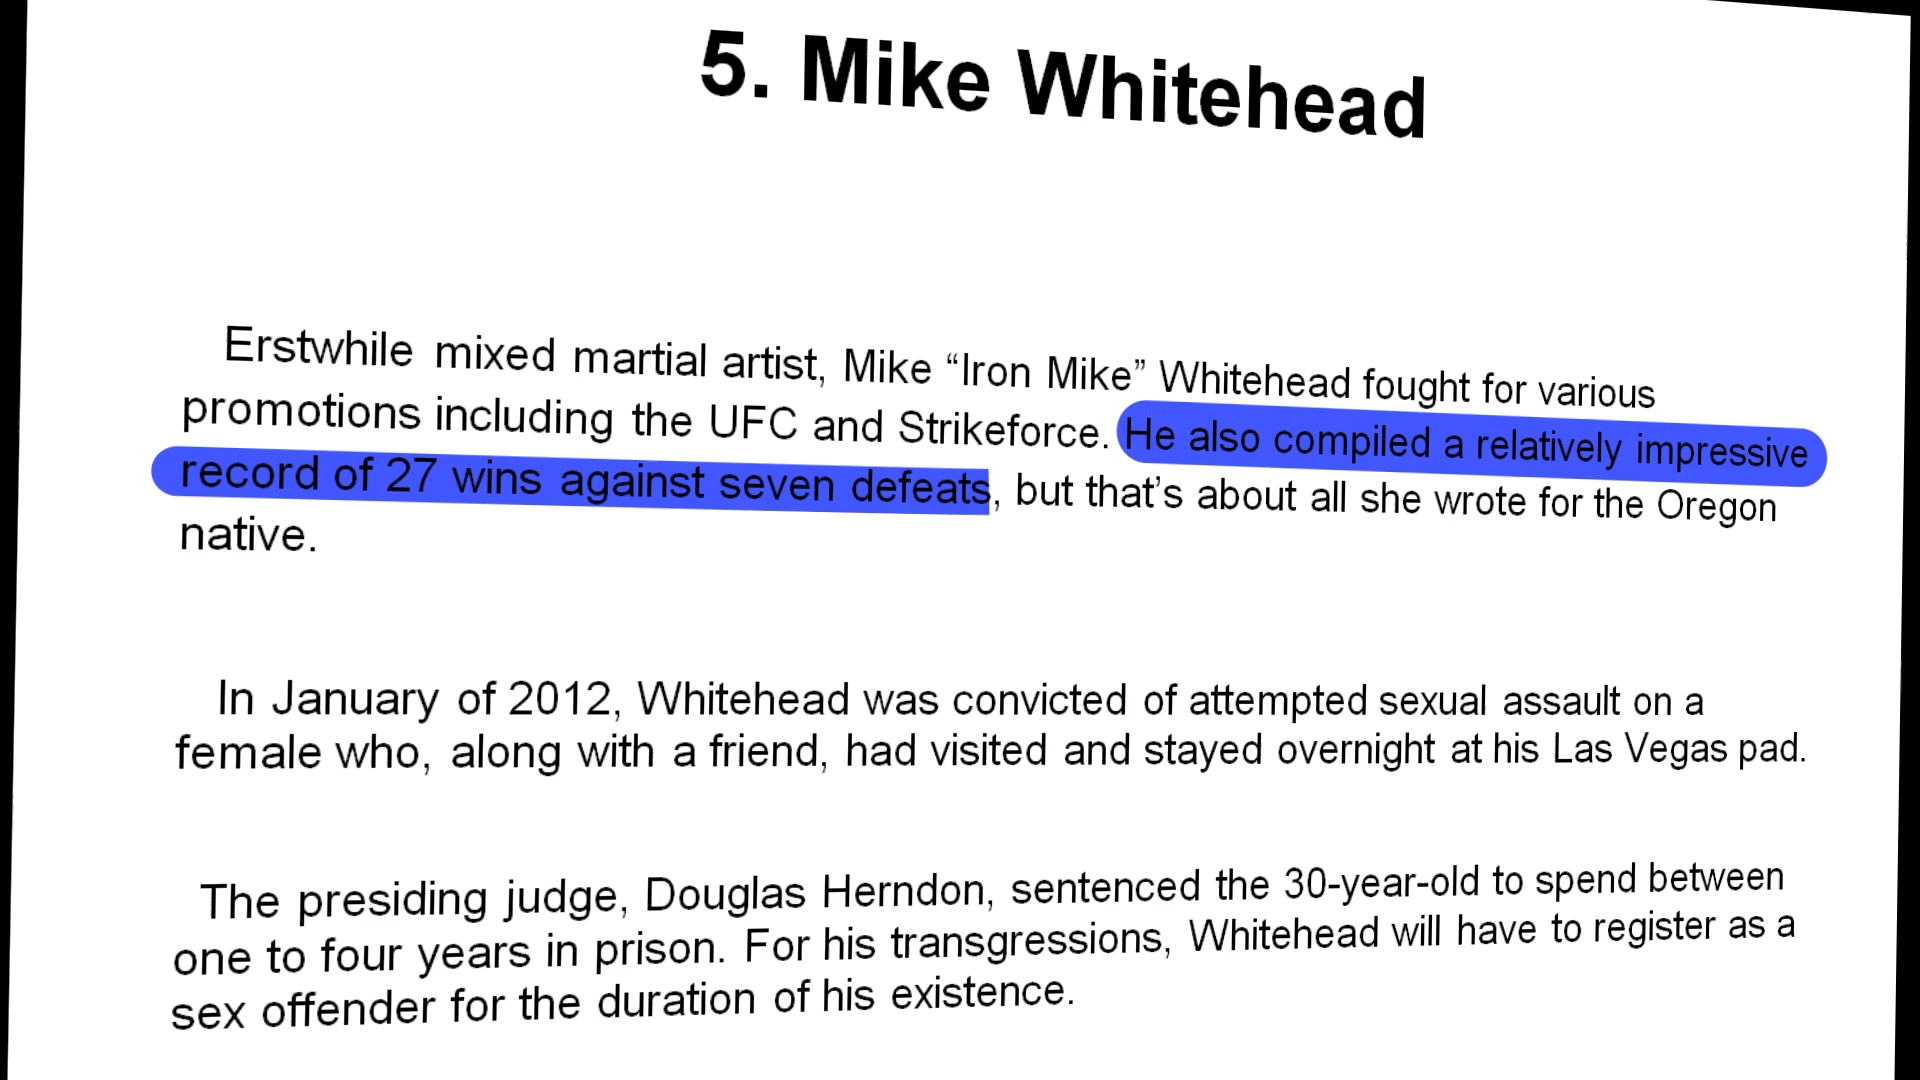 5. Mike Whitehead
Erstwhile mixed martial artist, Mike “Iron Mike” Whitehead fought for various
promotions including the UFC and Strikeforce. He also compiled a relatively impressive
record of 27 wins against seven defeats, but that’s about all she wrote for the Oregon
native.
In January of 2012, Whitehead was convicted of attempted sexual assault on a
female who, along with a friend, had visited and stayed overnight at his Las Vegas pad.
The presiding judge, Douglas Herndon, sentenced the 30-year-old to spend between
one to four years in prison. For his transgressions, Whitehead will have to register as a
sex offender for the duration of his existence.